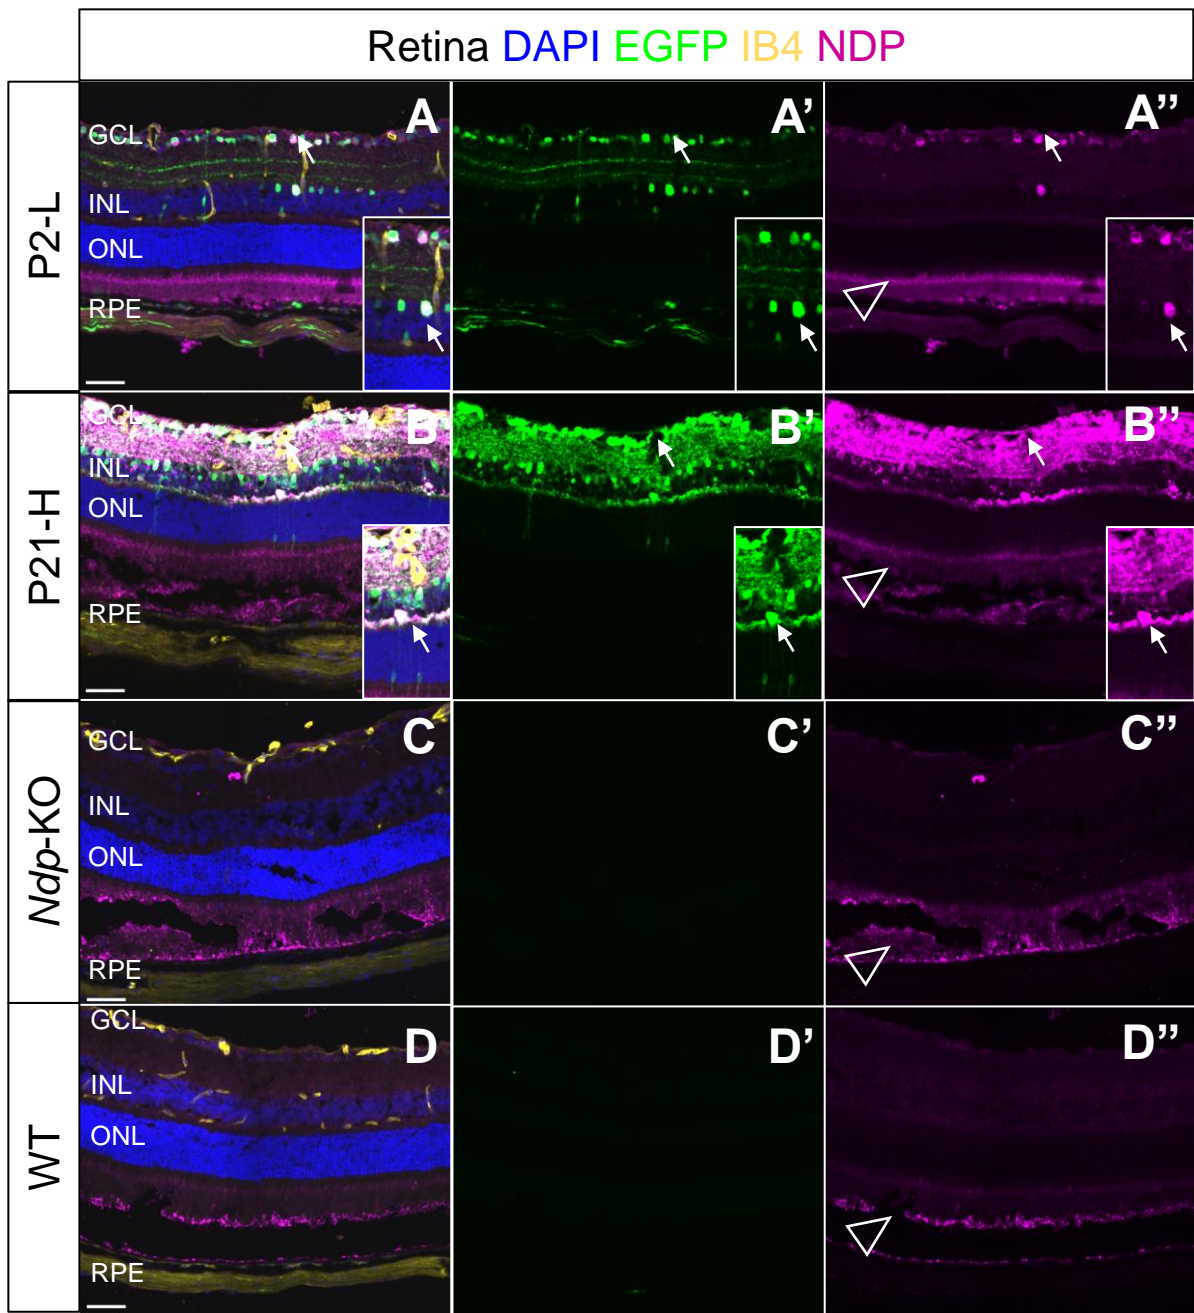 Retina DAPI EGFP IB4 NDP
P2-L
A
A’
A’’
GCL
INL
ONL
RPE
P21-H
B
B’
B’’
GCL
INL
ONL
RPE
Ndp-KO
C
C’
C’’
GCL
INL
ONL
RPE
WT
D
D’
D’’
GCL
INL
ONL
RPE